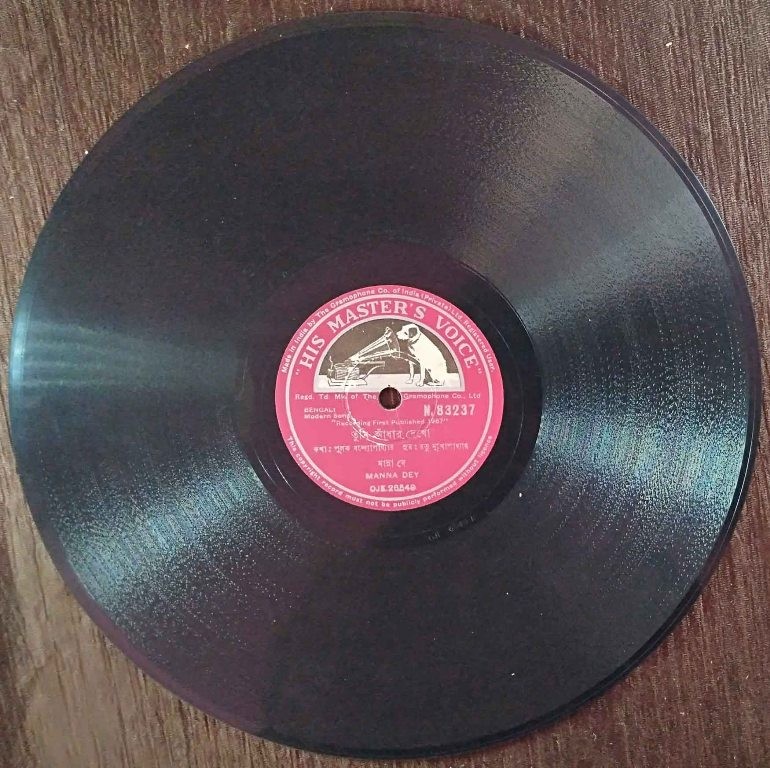 Made in India by The Gramophone Co. of India (Private) Ltd Registered User.
"HIS MASTER'S VOICE"
Regd. Td. Mk. of The Gramophone Co., Ltd
BENGALI
Modern Song
N. 83237
"Recording First Published 1967"
তুমি আঁধার দেখো
কথা: পুলক বন্দ্যোপাধ্যায় সুর: রতু মুখোপাধ্যায়
মান্না দে
MANNA DEY
OJE. 26549
This copyright record must not be publicly performed without licence